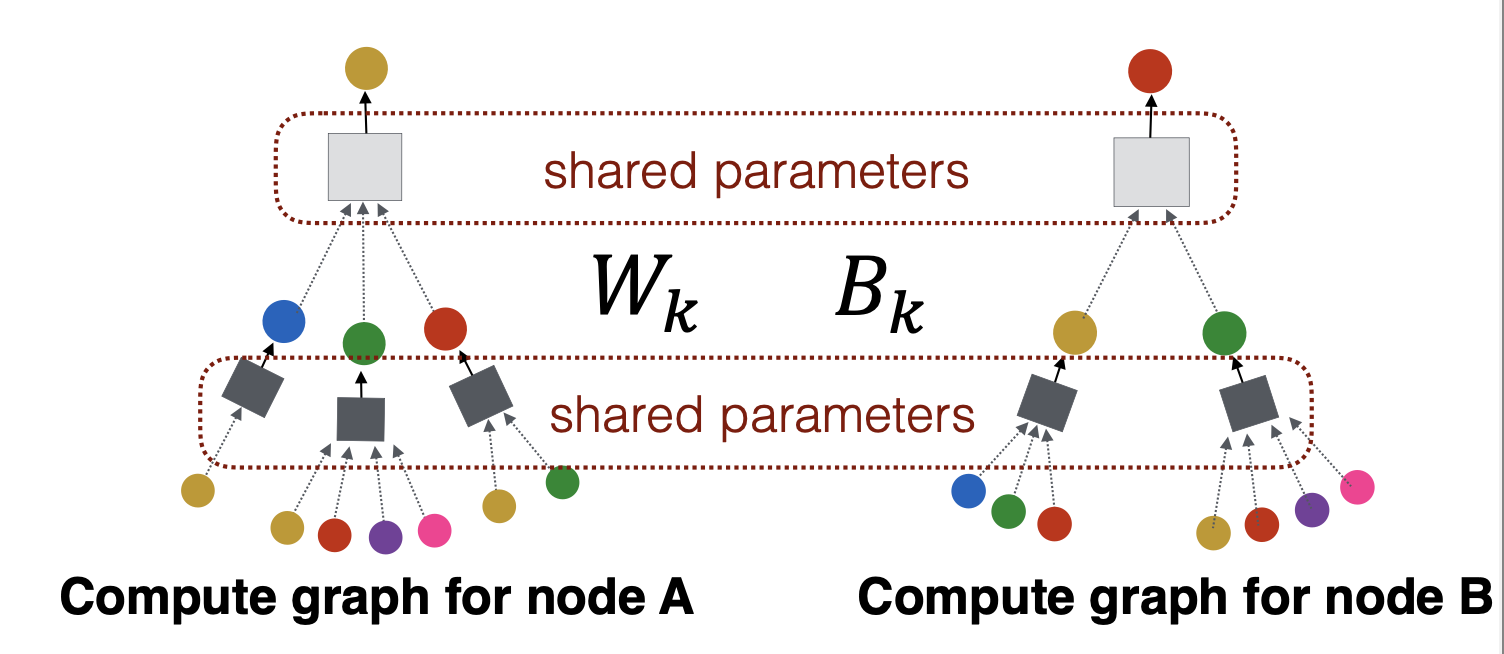 shared parameters
W_k B_k
shared parameters
Compute graph for node A
Compute graph for node B